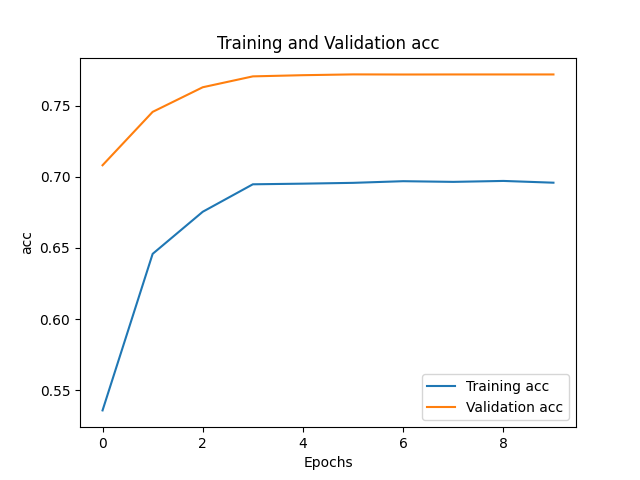 Training and Validation acc
0.75
0.70
0.65
0.60
0.55
acc
Training acc
Validation acc
0 2 4 6 8
Epochs